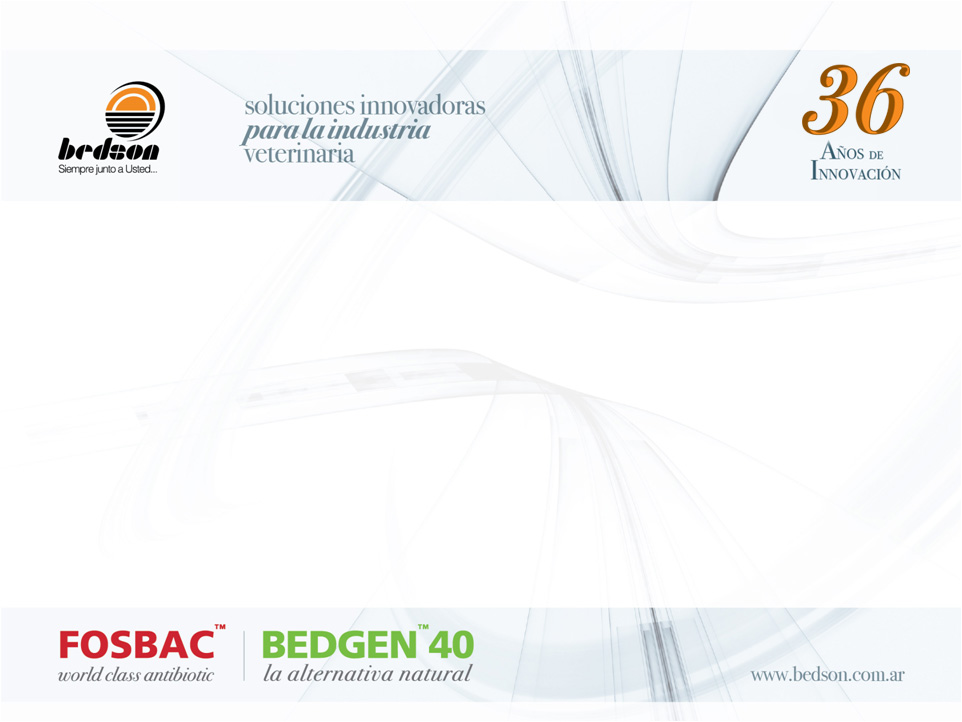 bedson
Siempre junto a Usted...
soluciones innovadoras
para la industria
veterinaria
36
AÑOS DE
INNOVACIÓN
FOSBAC™
world class antibiotic
BEDGEN™40
la alternativa natural
www.bedson.com.ar